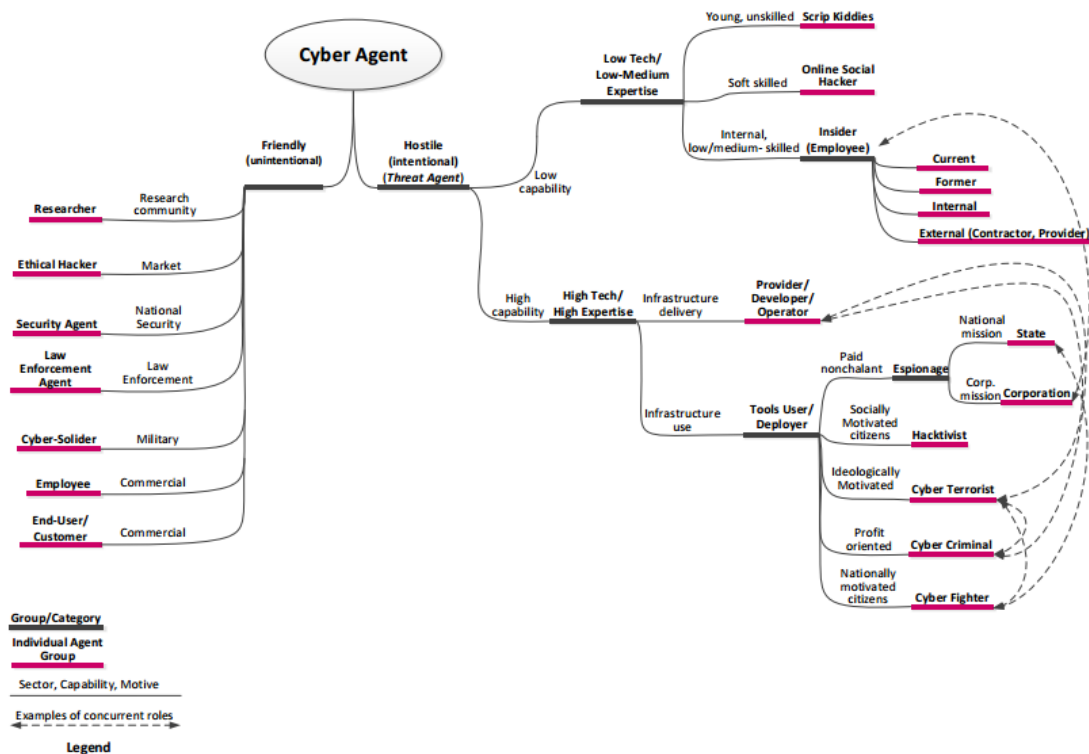 Cyber Agent
Friendly
(unintentional)
Hostile
(intentional)
(Threat Agent)
Research
community
Researcher
Market
Ethical Hacker
National
Security
Security Agent
Law
Enforcement
Law
Enforcement
Agent
Military
Cyber-Solider
Commercial
Employee
Commercial
End-User/
Customer
Low
capability
Low Tech/
Low-Medium
Expertise
Young, unskilled
Scrip Kiddies
Soft skilled
Online Social
Hacker
Internal,
low/medium- skilled
Insider
(Employee)
Current
Former
Internal
External (Contractor, Provider)
High
capability
High Tech/
High Expertise
Infrastructure
delivery
Provider/
Developer/
Operator
Infrastructure
use
Tools User/
Deployer
Paid
nonchalant
Espionage
National
mission
State
Corp.
mission
Corporation
Socially
Motivated
citizens
Hacktivist
Ideologically
Motivated
Cyber Terrorist
Profit
oriented
Cyber Criminal
Nationally
motivated
citizens
Cyber Fighter
Group/Category
Individual Agent
Group
Sector, Capability, Motive
Examples of concurrent roles
Legend